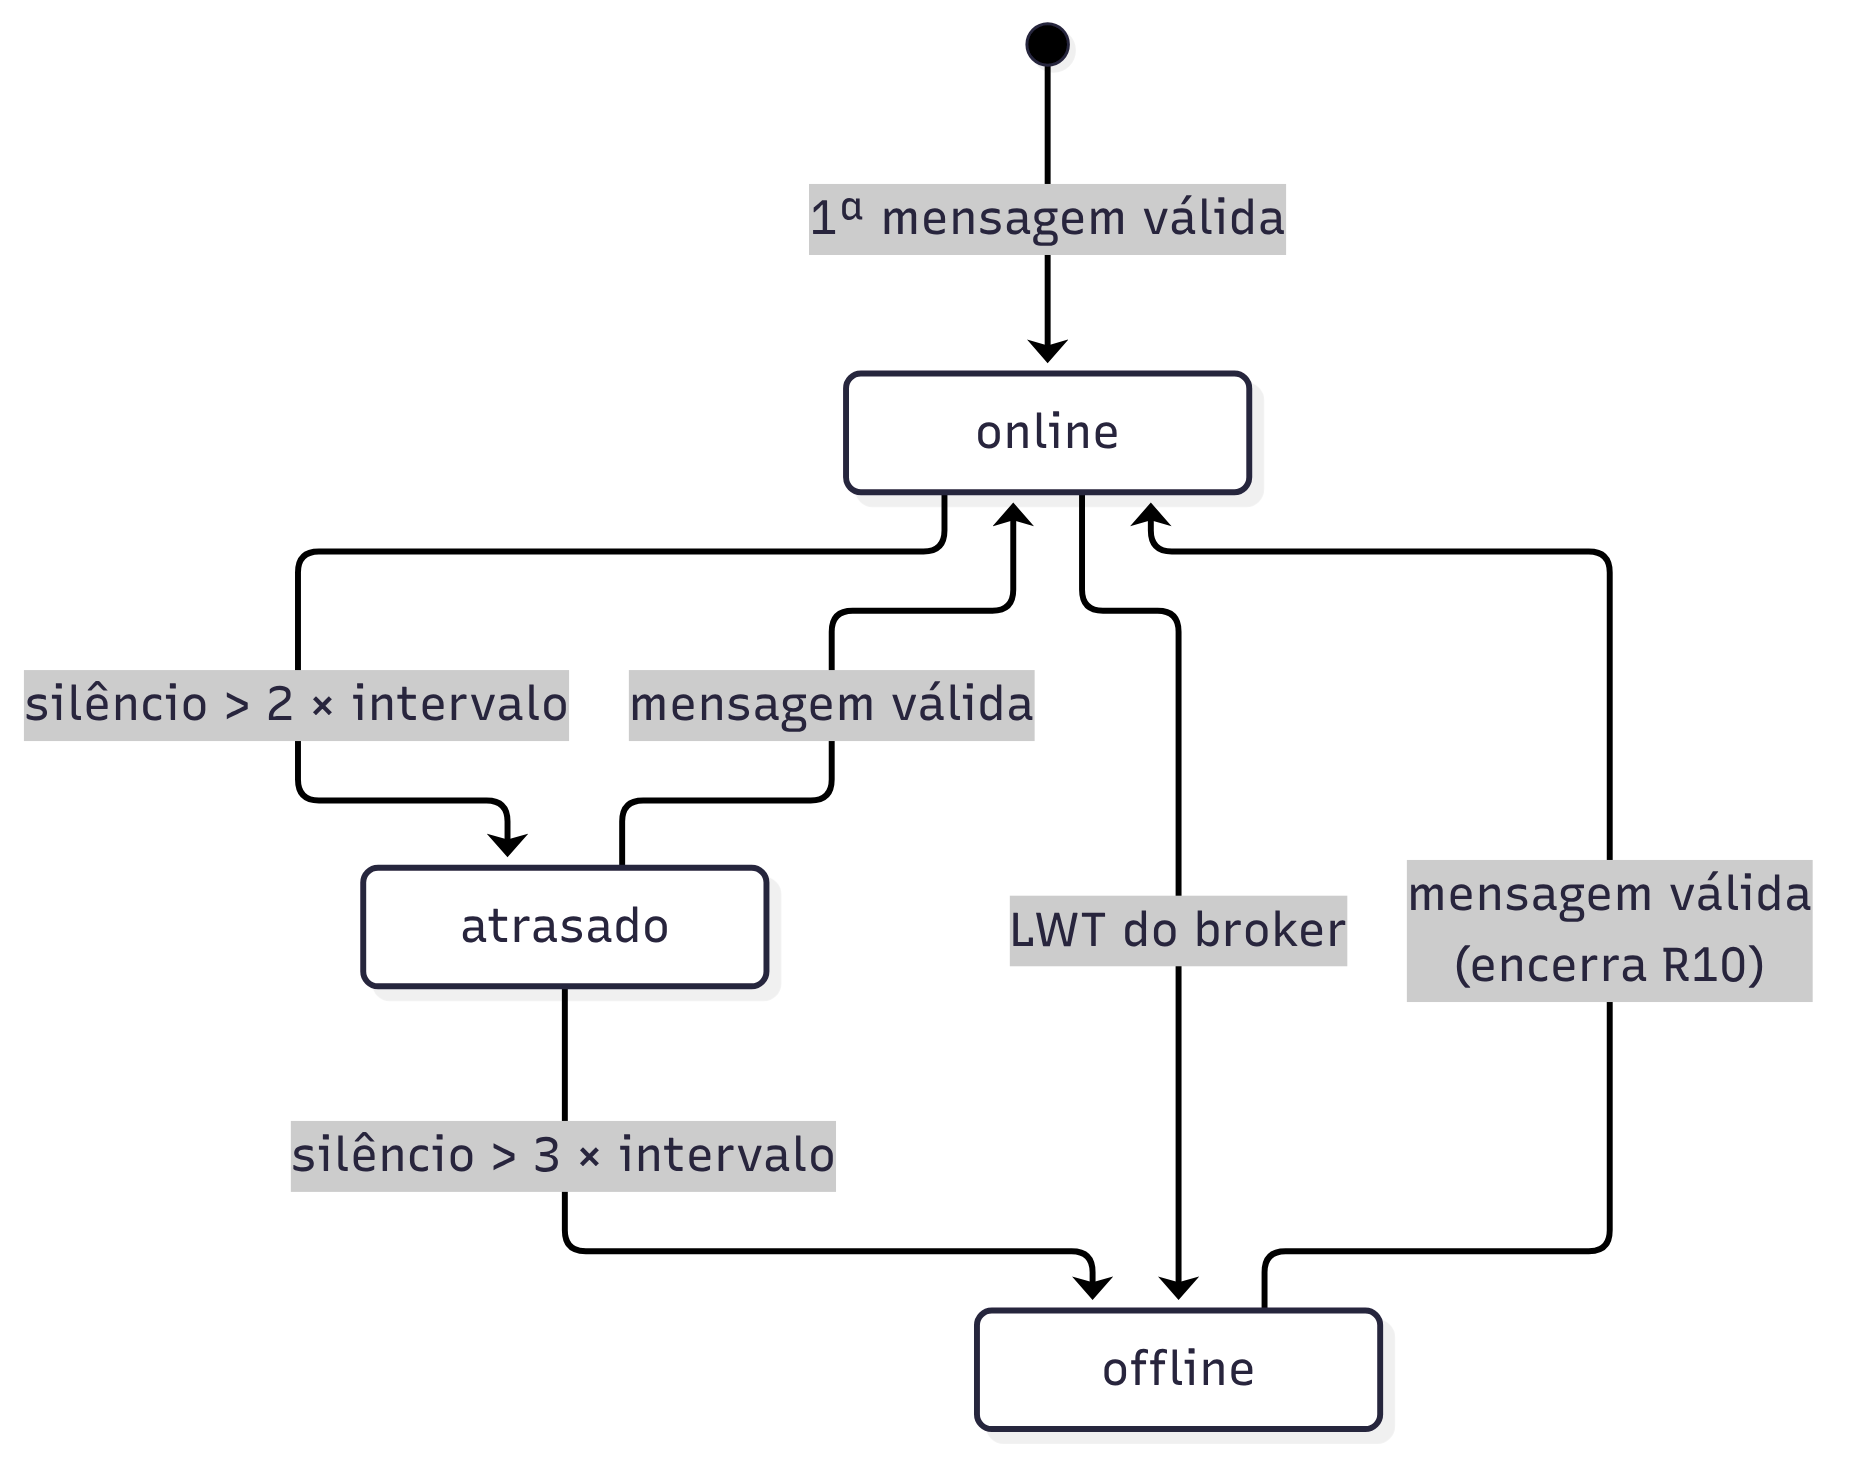 1ª mensagem válida
online
silêncio > 2 × intervalo
mensagem válida
atrasado
LWT do broker
mensagem válida
(encerra R10)
silêncio > 3 × intervalo
offline